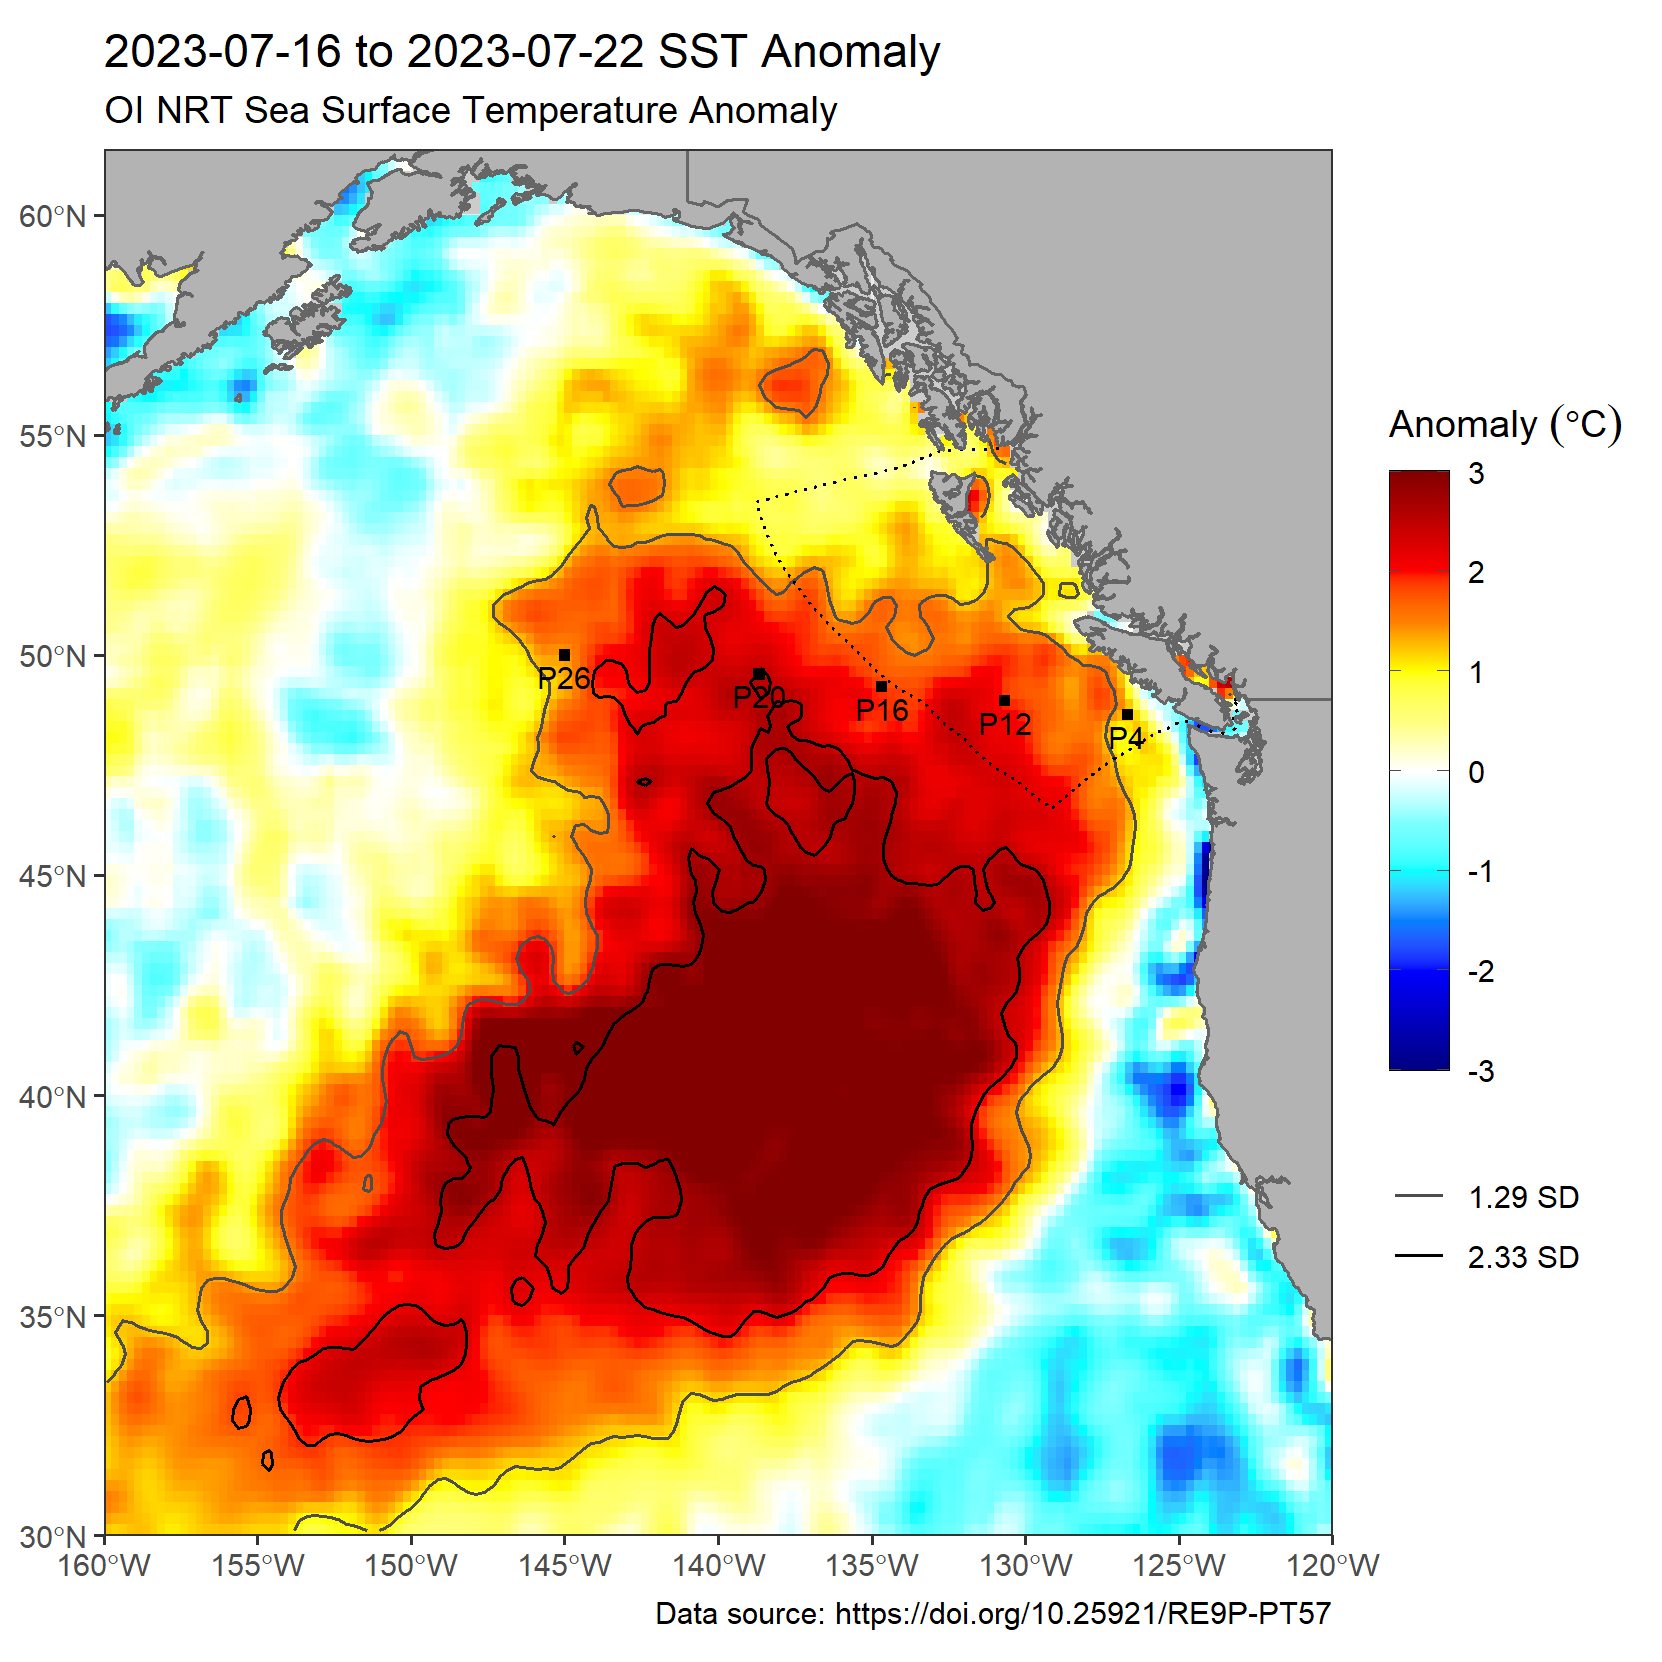 2023-07-16 to 2023-07-22 SST Anomaly
OI NRT Sea Surface Temperature Anomaly
60°N
55°N
50°N
45°N
40°N
35°N
30°N
P26
P20
P16
P12
P4
160°W
155°W
150°W
145°W
140°W
135°W
130°W
125°W
120°W
Anomaly (°C)
3
2
1
0
-1
-2
-3
1.29 SD
2.33 SD
Data source: https://doi.org/10.25921/RE9P-PT57